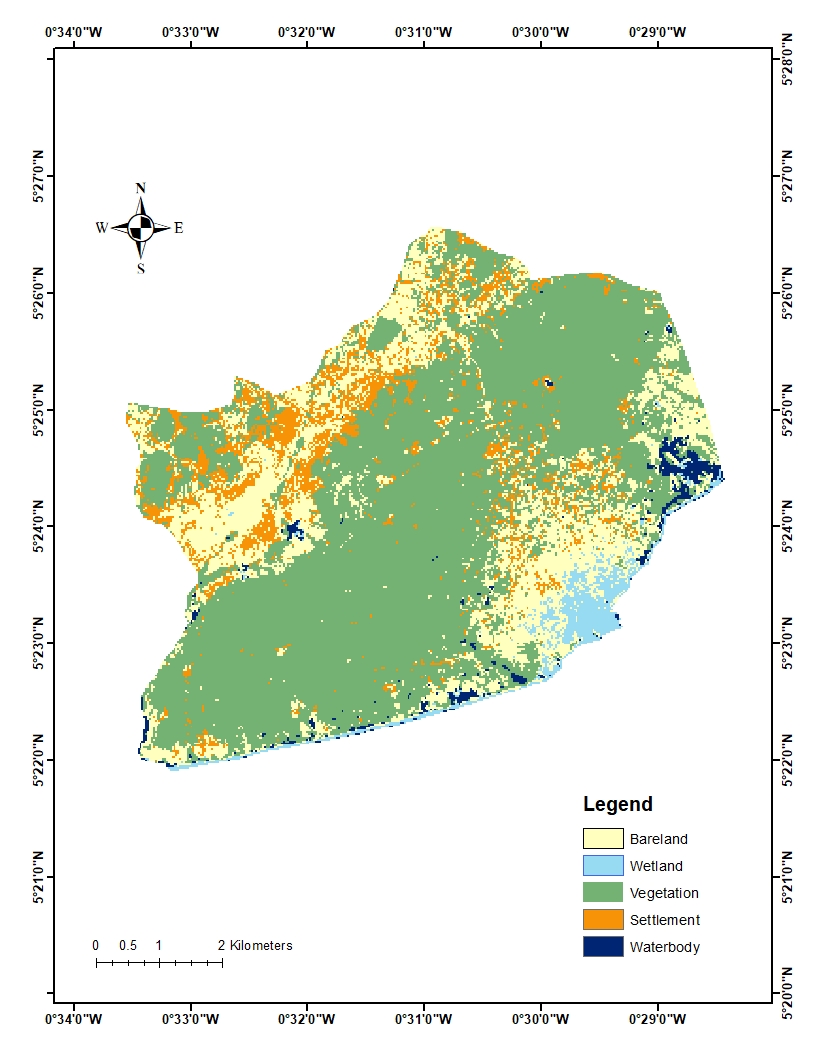 0°34'0"W 0°33'0"W 0°32'0"W 0°31'0"W 0°30'0"W 0°29'0"W
5°28'0"N
5°27'0"N 5°27'0"N
N
W E
S
5°26'0"N 5°26'0"N
5°25'0"N 5°25'0"N
5°24'0"N 5°24'0"N
5°23'0"N 5°23'0"N
5°22'0"N 5°22'0"N
Legend
Bareland
Wetland
5°21'0"N 5°21'0"N
Vegetation
Settlement
Waterbody
0 0.5 1 2 Kilometers
5°20'0"N
0°34'0"W 0°33'0"W 0°32'0"W 0°31'0"W 0°30'0"W 0°29'0"W